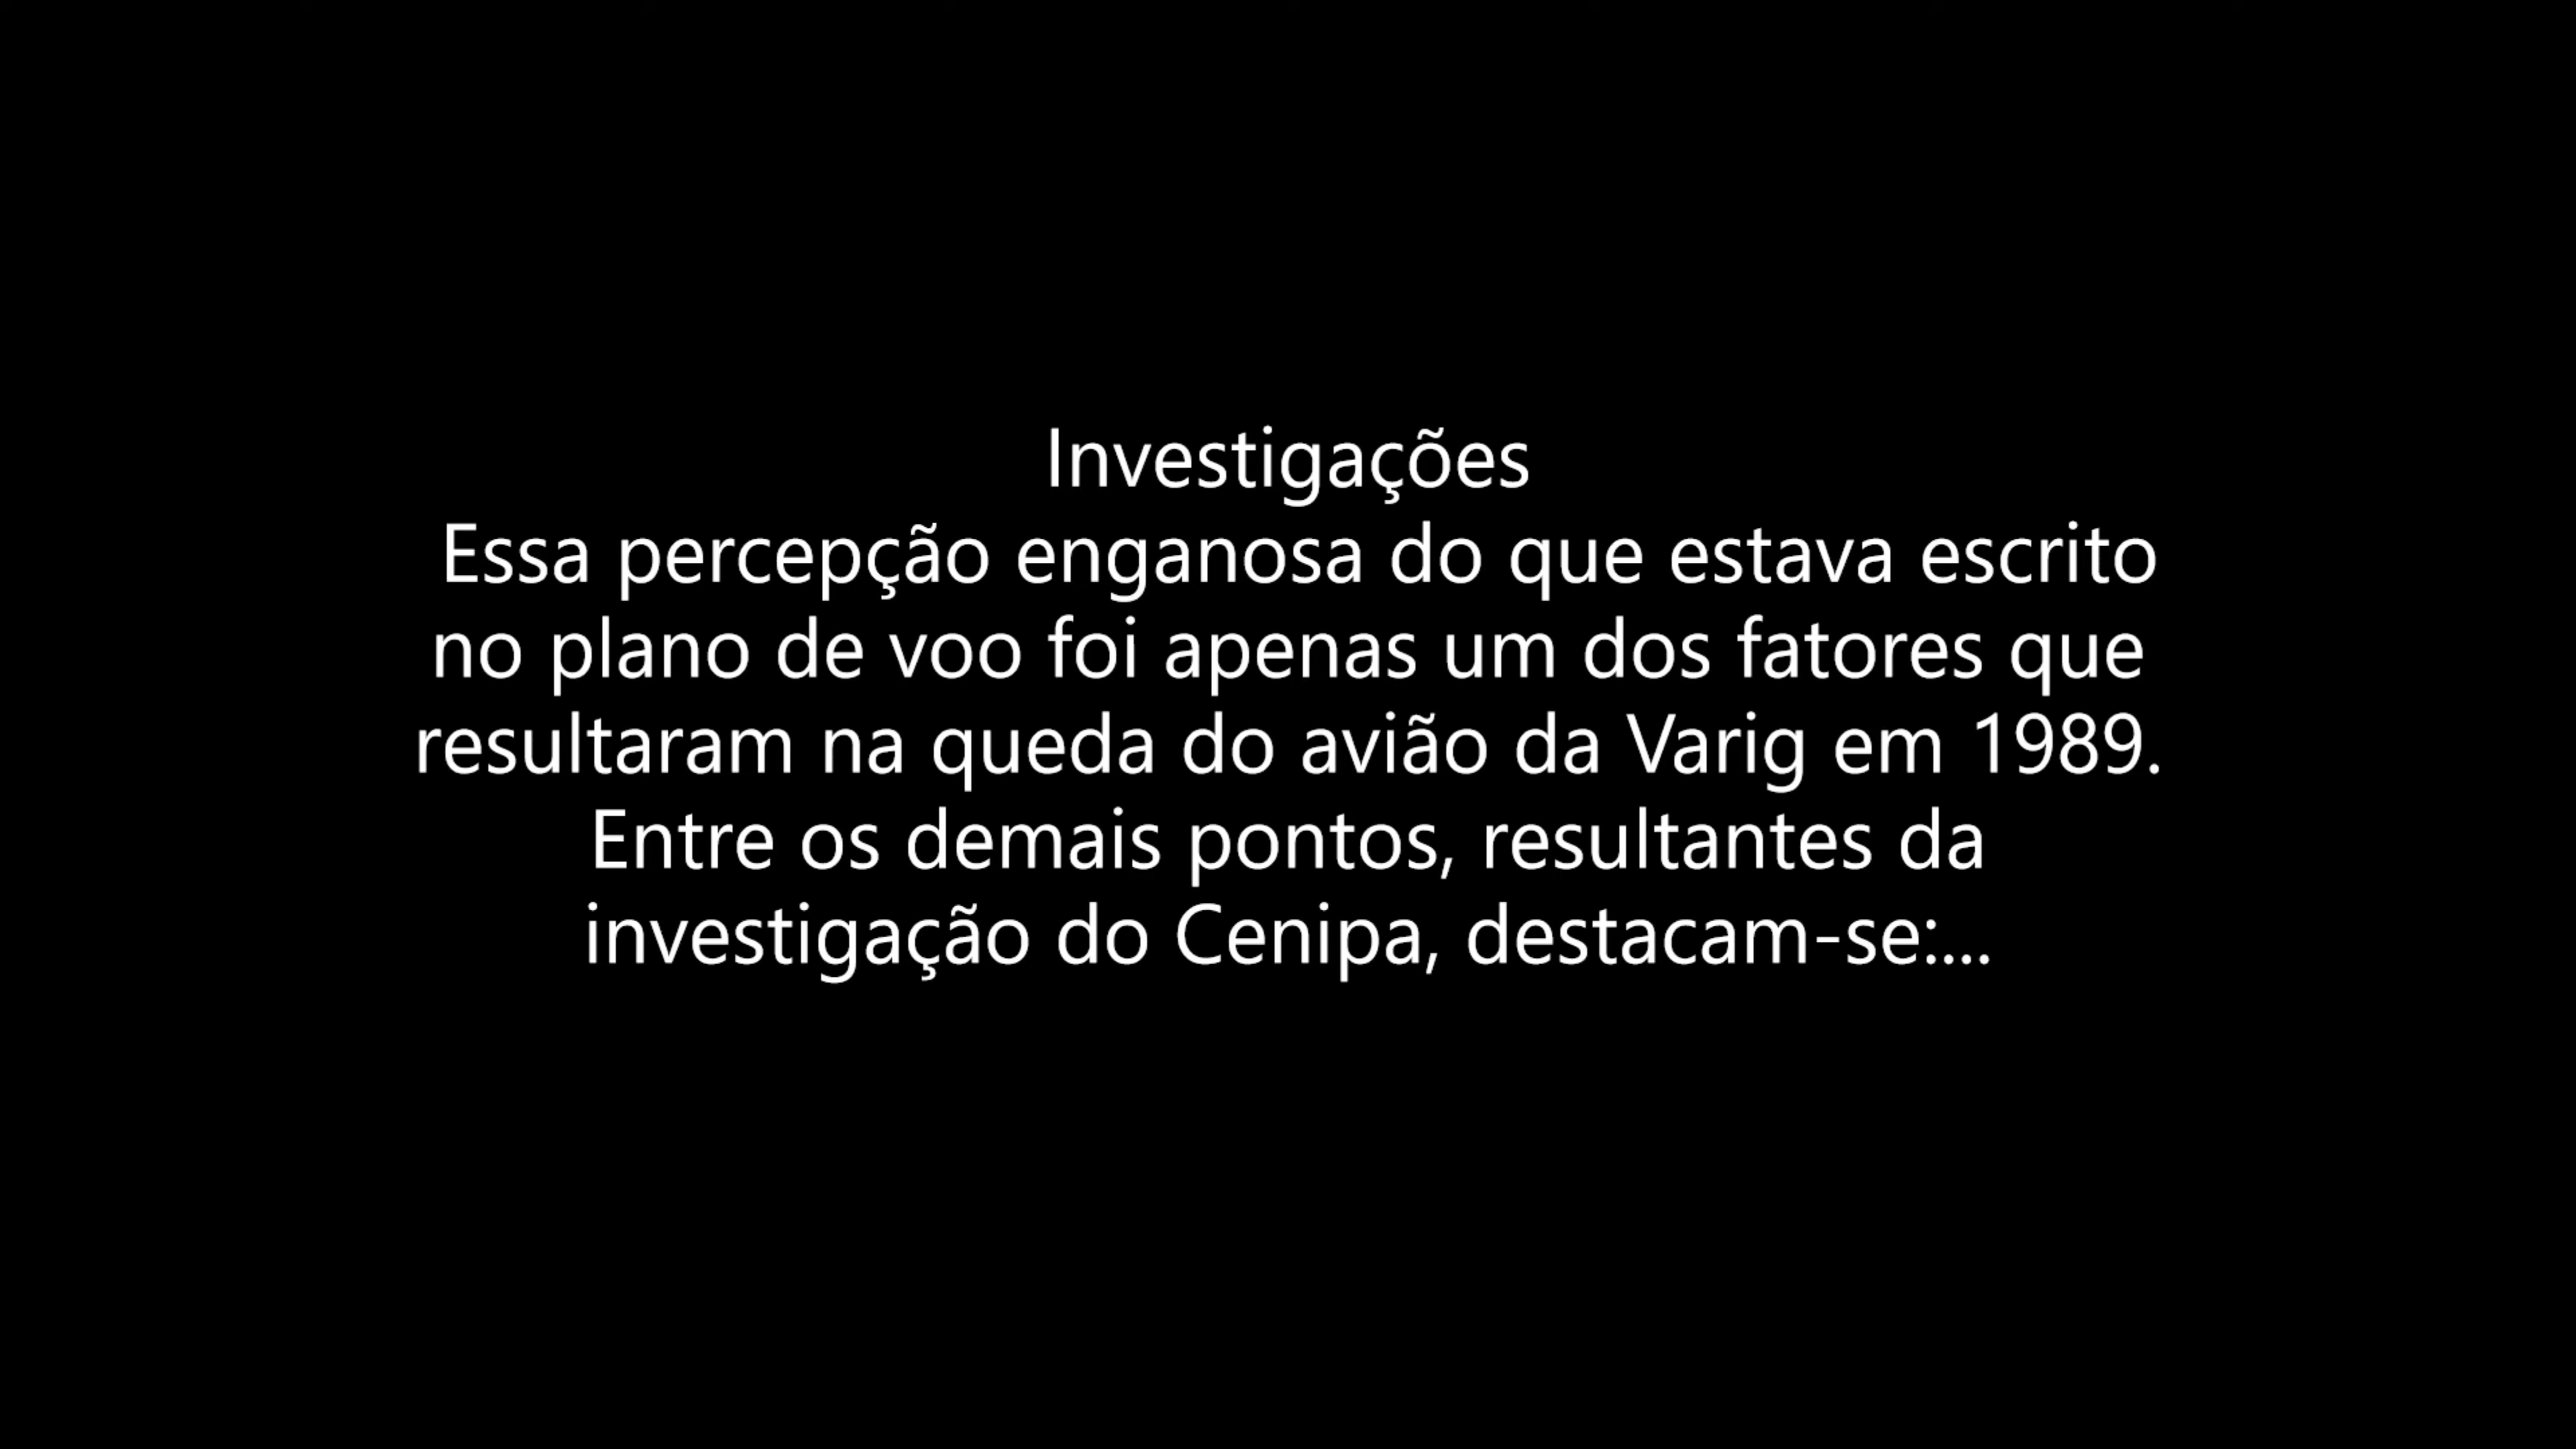 Investigações
Essa percepção enganosa do que estava escrito
no plano de voo foi apenas um dos fatores que
resultaram na queda do avião da Varig em 1989.
Entre os demais pontos, resultantes da
investigação do Cenipa, destacam-se:...